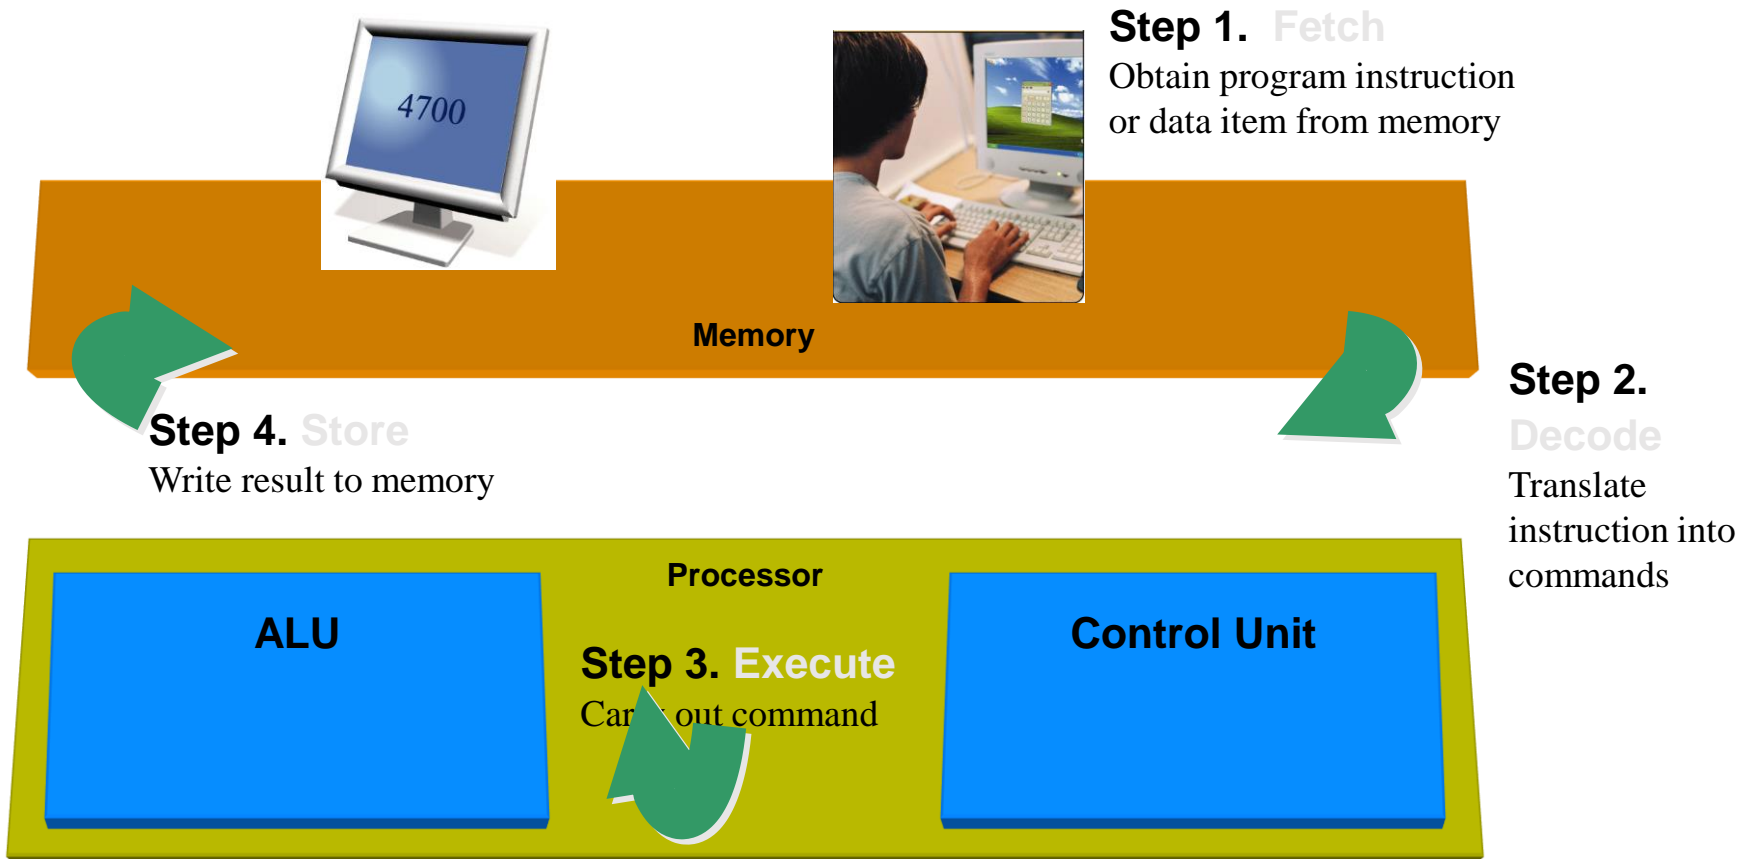 Step 1. Fetch
Obtain program instruction
or data item from memory
4700
Memory
Step 2.
Decode
Translate
instruction into
commands
Step 4. Store
Write result to memory
Processor
ALU
Control Unit
Step 3. Execute
Carry out command